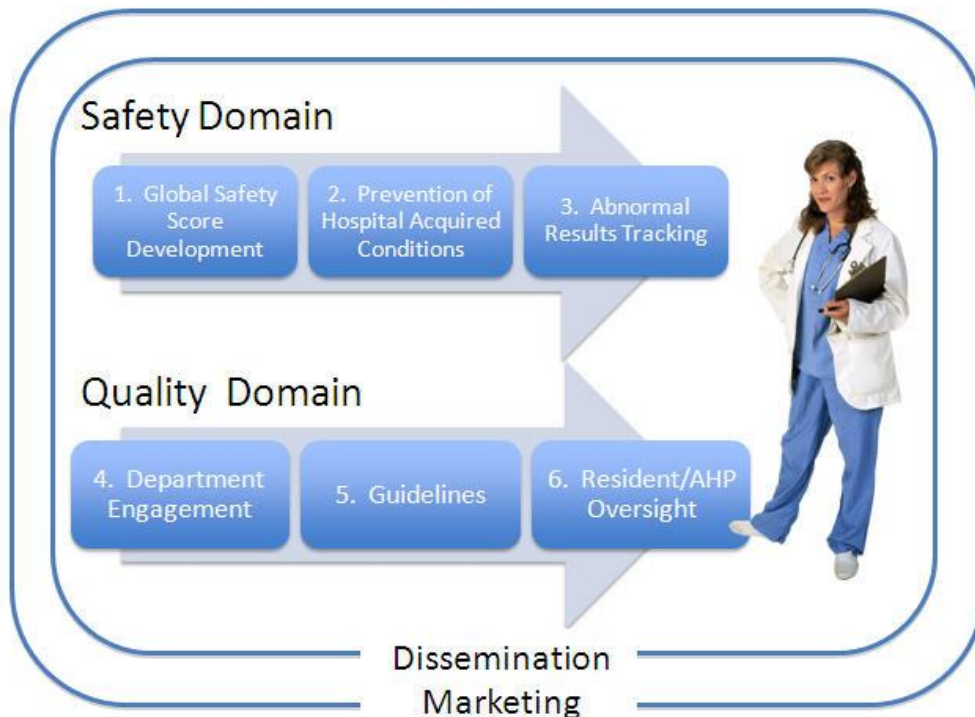 Safety Domain
1. Global Safety
Score
Development
2. Prevention of
Hospital Acquired
Conditions
3. Abnormal
Results Tracking
Quality Domain
4. Department
Engagement
5. Guidelines
6. Resident/AHP
Oversight
Dissemination
Marketing